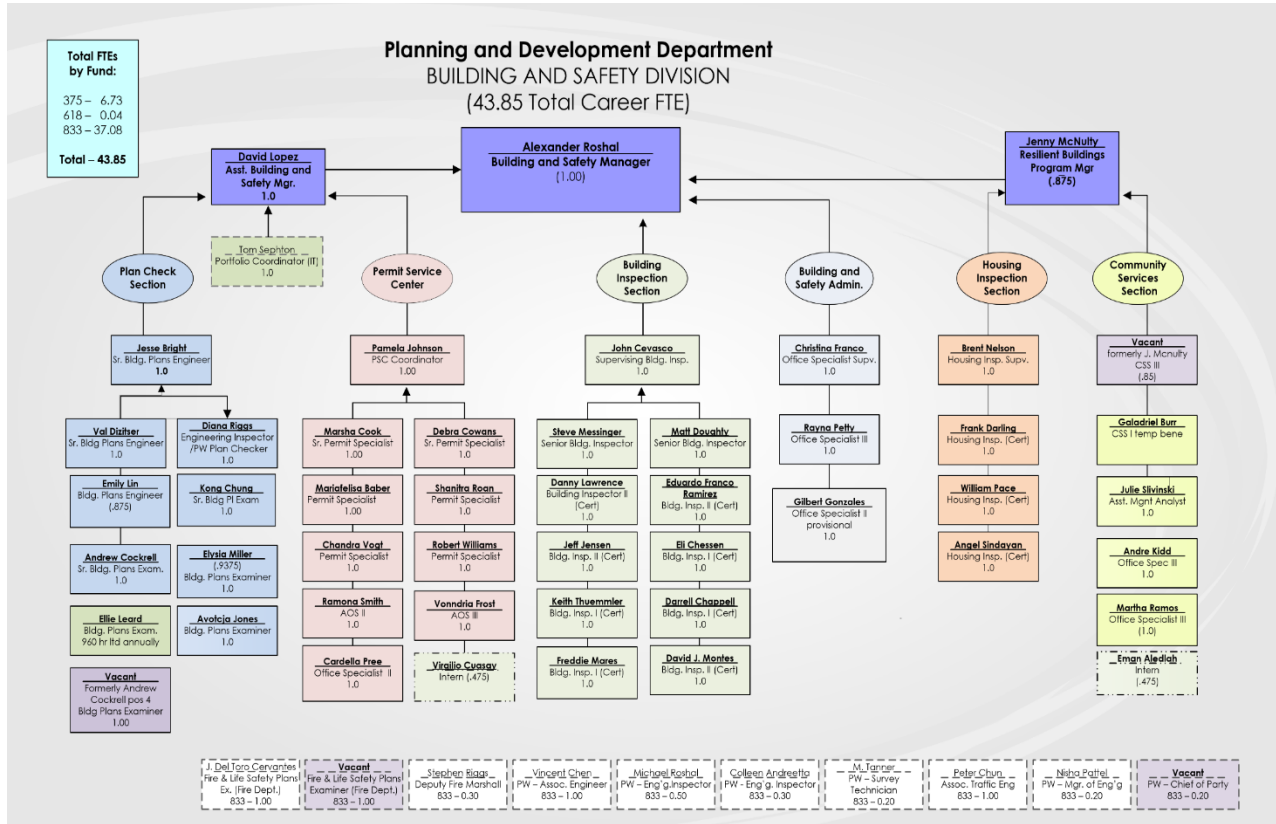 Total FTEs
by Fund:
375 – 6.73
618 – 0.04
833 – 37.08
Total – 43.85
Planning and Development Department
BUILDING AND SAFETY DIVISION
(43.85 Total Career FTE)
Alexander Roshal
Building and Safety Manager
(1.00)
David Lopez
Asst. Building and
Safety Mgr.
1.0
Jenny McNulty
Resilient Buildings
Program Mgr
(.875)
Tom Sephton
Portfolio Coordinator (IT)
1.0
Plan Check
Section
Permit Service
Center
Building
Inspection
Section
Building and
Safety Admin.
Housing
Inspection
Section
Community
Services
Section
Jesse Bright
Sr. Bldg. Plans Engineer
1.0
Val Dizitser
Sr. Bldg Plans Engineer
1.0
Emily Lin
Bldg. Plans Engineer
(.875)
Andrew Cockrell
Sr. Bldg. Plans Exam.
1.0
Ellie Leard
Bldg. Plans Exam.
960 hr ltd annually
Vacant
Formerly Andrew
Cockrell pos 4
Bldg Plans Examiner
1.00
Diana Riggs
Engineering Inspector
/PW Plan Checker
1.0
Kong Chung
Sr. Bldg Pl Exam
1.0
Elysia Miller
(.9375)
Bldg. Plans Examiner
Avotcja Jones
Bldg. Plans Examiner
1.0
Pamela Johnson
PSC Coordinator
1.00
Marsha Cook
Sr. Permit Specialist
1.00
Mariafelisa Baber
Permit Specialist
1.00
Chandra Vogt
Permit Specialist
1.0
Ramona Smith
AOS II
1.0
Cardella Pree
Office Specialist II
1.0
Debra Cowans
Sr. Permit Specialist
1.0
Shanitra Roan
Permit Specialist
1.0
Robert Williams
Permit Specialist
1.0
Vonndria Frost
AOS III
1.0
Virgilio Cuasay
Intern (.475)
John Cevasco
Supervising Bldg. Insp.
1.0
Steve Messinger
Senior Bldg. Inspector
1.0
Danny Lawrence
Building Inspector II
(Cert)
1.0
Jeff Jensen
Bldg. Insp. II (Cert)
1.0
Keith Thuemmler
Bldg. Insp. I (Cert)
1.0
Freddie Mares
Bldg. Insp. I (Cert)
1.0
Matt Doughty
Senior Bldg. Inspector
1.0
Eduardo Franco
Ramirez
Bldg. Insp. II (Cert)
1.0
Eli Chessen
Bldg. Insp. I (Cert)
1.0
Darrell Chappell
Bldg. Insp. I (Cert)
1.0
David J. Montes
Bldg. Insp. II (Cert)
1.0
Christina Franco
Office Specialist Supv.
1.0
Rayna Petty
Office Specialist III
1.0
Gilbert Gonzales
Office Specialist II
provisional
1.0
Brent Nelson
Housing Insp. Supv.
1.0
Frank Darling
Housing Insp. (Cert)
1.0
William Pace
Housing Insp. (Cert)
1.0
Angel Sindayan
Housing Insp. (Cert)
1.0
Vacant
formerly J. Mcnulty
CSS III
(.85)
Galadriel Burr
CSS I temp bene
1.0
Julie Slivinski
Asst. Mgnt Analyst
1.0
Andre Kidd
Office Spec III
1.0
Martha Ramos
Office Specialist III
(1.0)
Eman Alediah
Intern
(.475)
J. Del Toro Cervantes
Fire & Life Safety Plans
Ex. (Fire Dept.)
833 – 1.00
Vacant
Fire & Life Safety Plans
Examiner (Fire Dept.)
833 – 1.00
Stephen Riggs
Deputy Fire Marshall
833 – 0.30
Vincent Chen
PW – Assoc. Engineer
833 – 1.00
Michael Roshal
PW – Eng'g.Inspector
833 – 0.50
Colleen Andreetta
PW - Eng'g. Inspector
833 – 0.30
M. Tanner
PW – Survey
Technician
833 – 0.20
Peter Chun
Assoc. Traffic Eng
833 – 1.00
Nisha Pattel
PW – Mgr. of Eng'g
833 – 0.20
Vacant
PW – Chief of Party
833 – 0.20